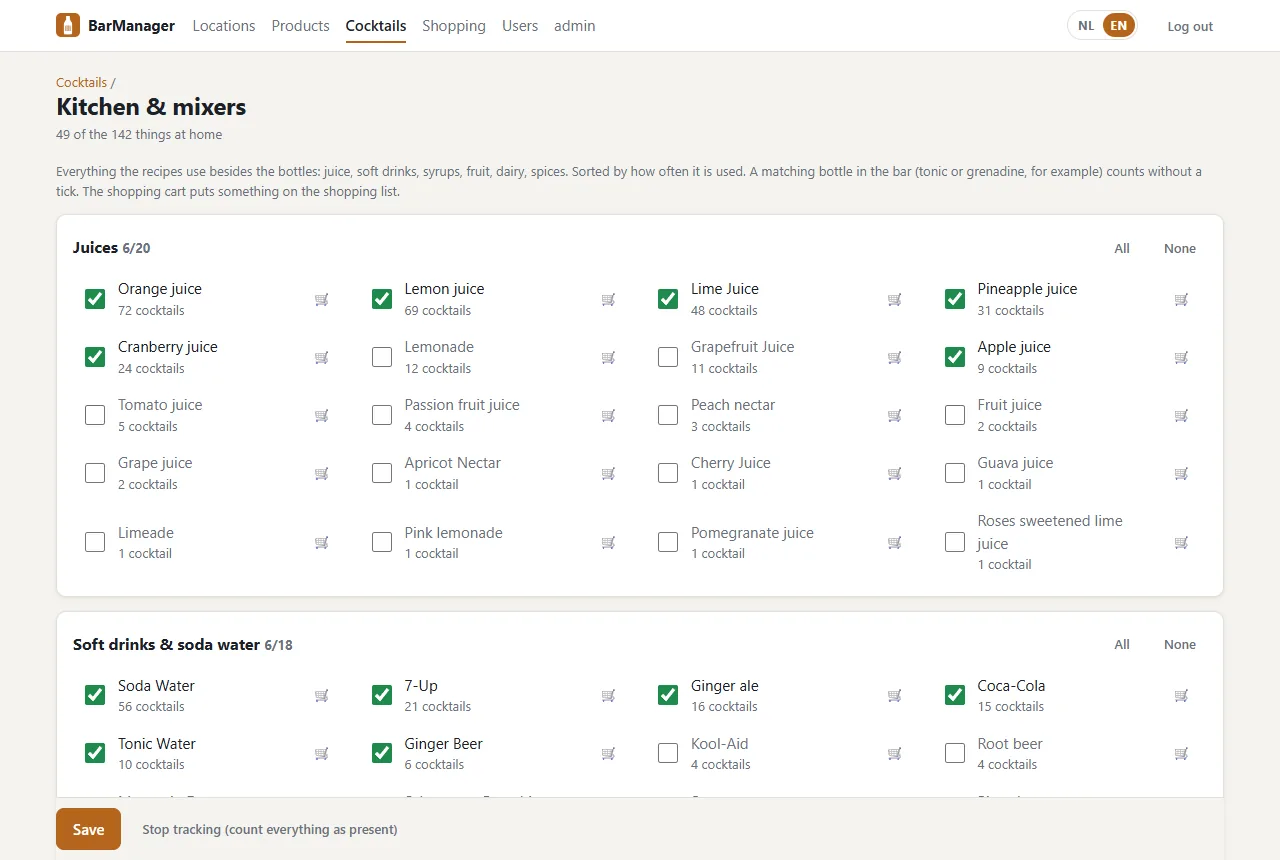 BarManager Locations Products Cocktails Shopping Users admin NL EN Log out
Cocktails /
Kitchen & mixers
49 of the 142 things at home
Everything the recipes use besides the bottles: juice, soft drinks, syrups, fruit, dairy, spices. Sorted by how often it is used. A matching bottle in the bar (tonic or grenadine, for example) counts without a
tick. The shopping cart puts something on the shopping list.
Juices 6/20 All None
Orange juice Lemon juice Lime Juice Pineapple juice
72 cocktails 69 cocktails 48 cocktails 31 cocktails
Cranberry juice Lemonade Grapefruit Juice Apple juice
24 cocktails 12 cocktails 11 cocktails 9 cocktails
Tomato juice Passion fruit juice Peach nectar Fruit juice
5 cocktails 4 cocktails 3 cocktails 2 cocktails
Grape juice Apricot Nectar Cherry Juice Guava juice
2 cocktails 1 cocktail 1 cocktail 1 cocktail
Limeade Pink lemonade Pomegranate juice Roses sweetened lime
juice
1 cocktail 1 cocktail 1 cocktail 1 cocktail
Soft drinks & soda water 6/18 All None
Soda Water 7-Up Ginger ale Coca-Cola
56 cocktails 21 cocktails 16 cocktails 15 cocktails
Tonic Water Ginger Beer Kool-Aid Root beer
10 cocktails 6 cocktails 4 cocktails 4 cocktails
Save Stop tracking (count everything as present)